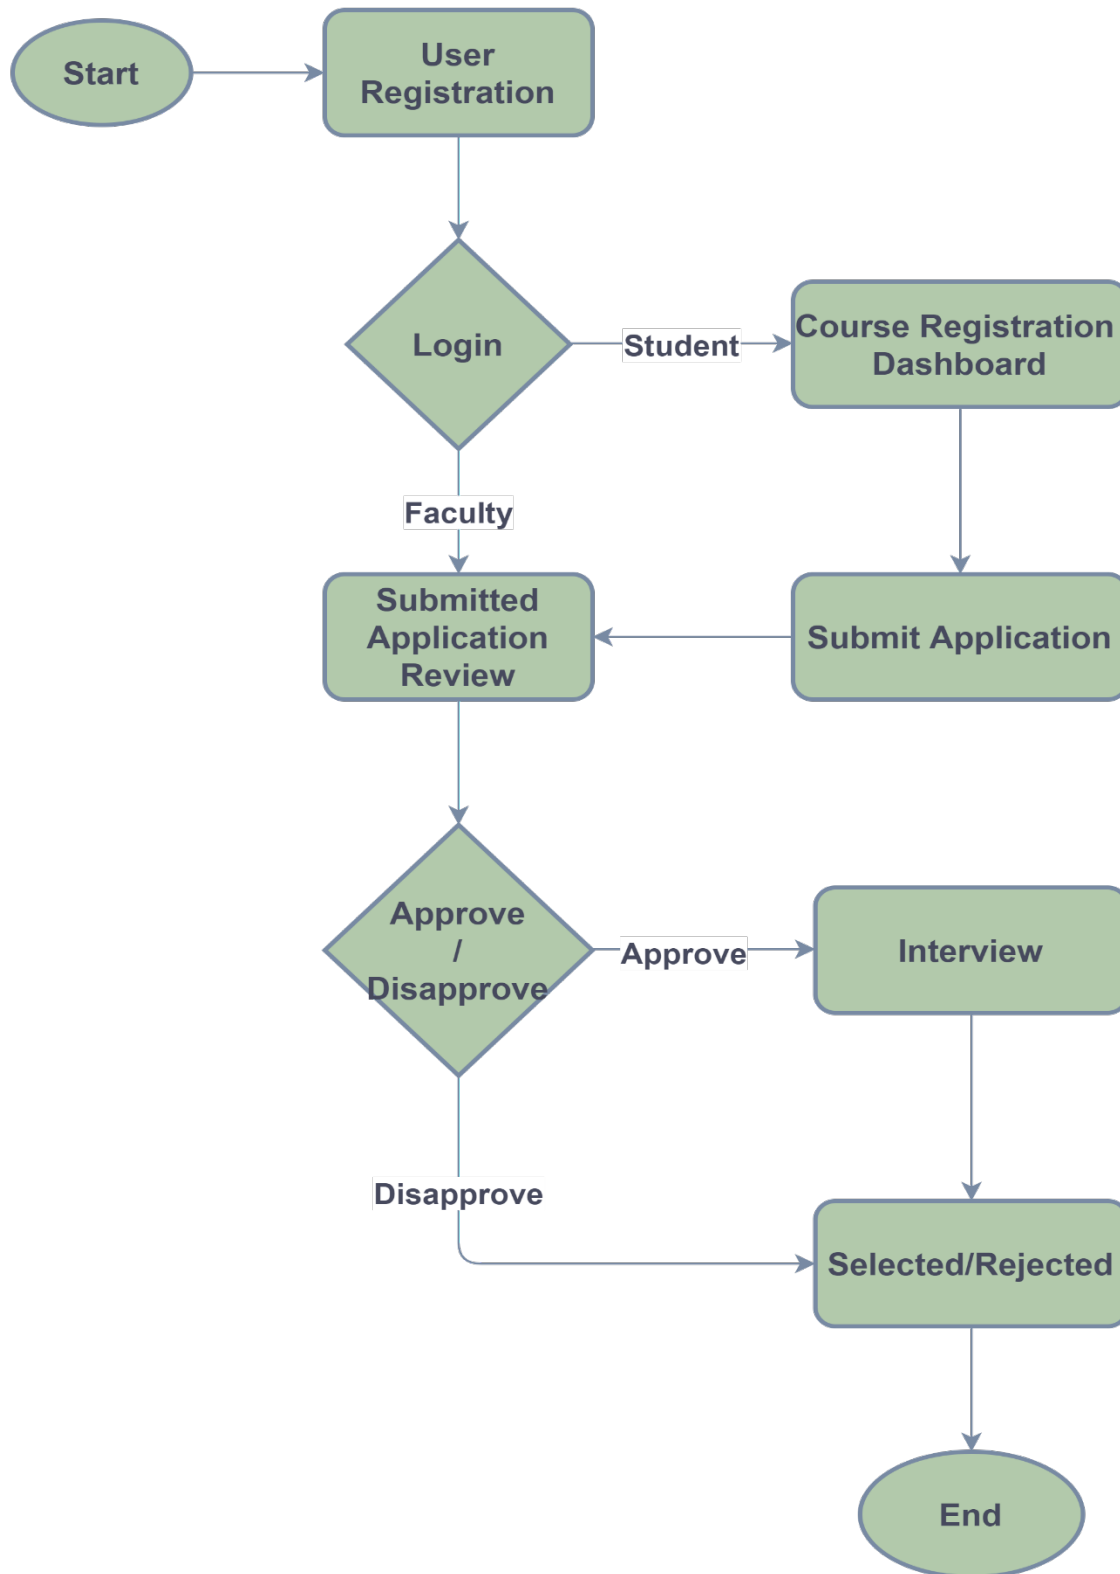 Start
User
Registration
Login
Student
Course Registration
Dashboard
Faculty
Submitted
Application
Review
Submit Application
Approve
/
Disapprove
Approve
Interview
Disapprove
Selected/Rejected
End